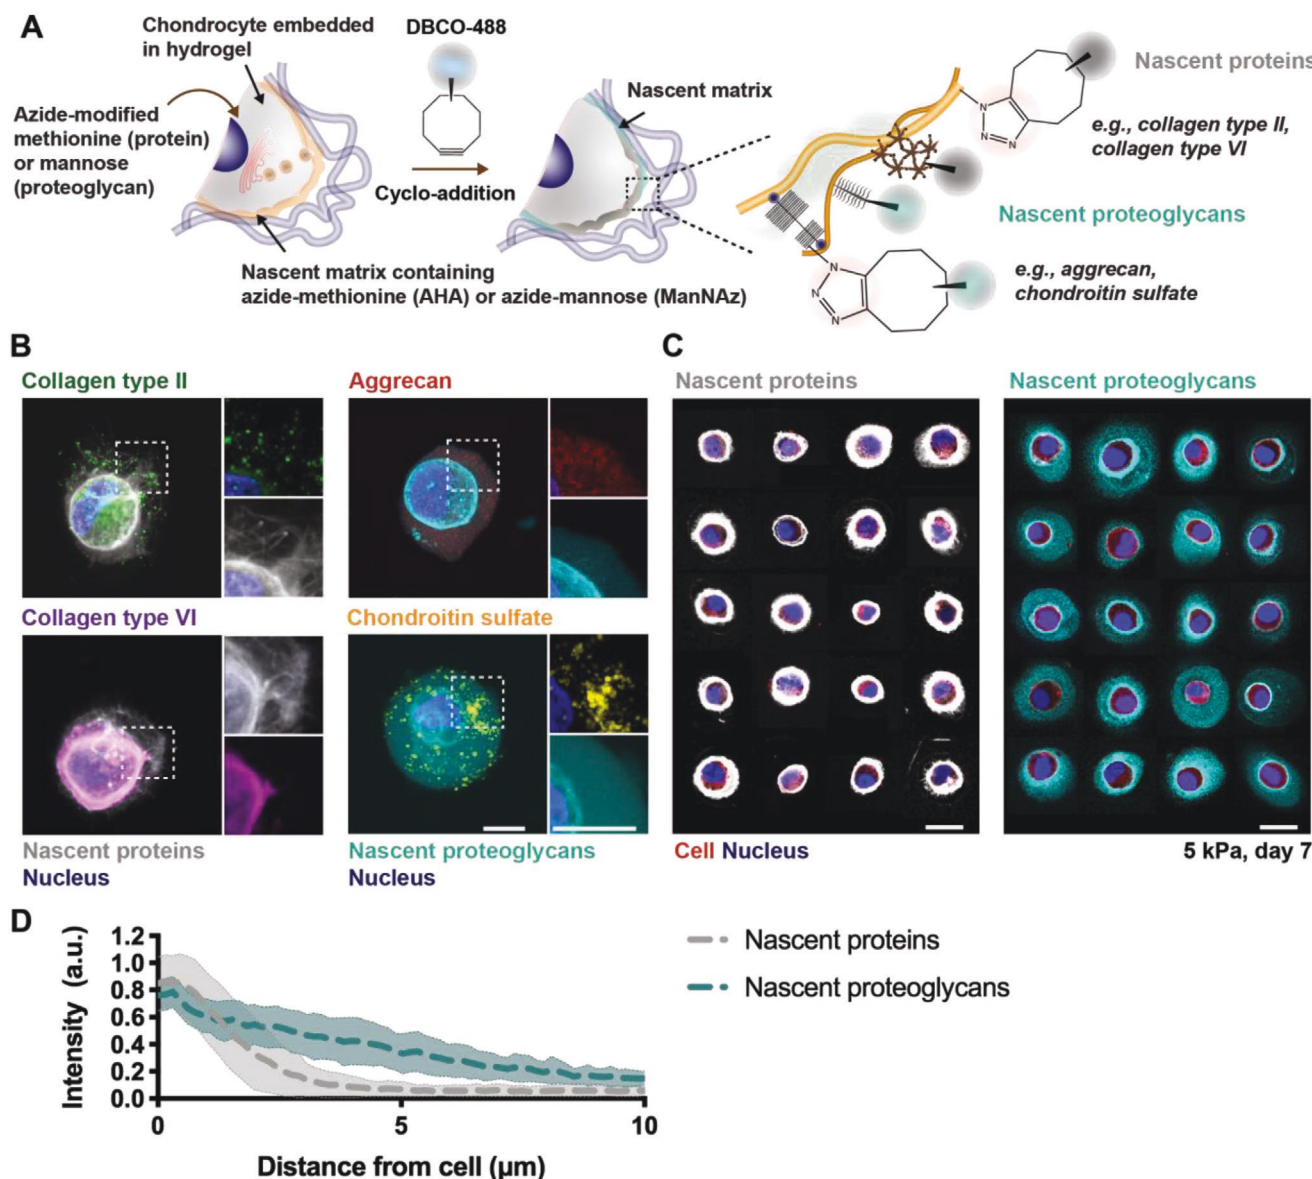 A
Chondrocyte embedded
in hydrogel
Azide-modified
methionine (protein)
or mannose
(proteoglycan)
DBCO-488
Cyclo-addition
Nascent matrix
Nascent matrix containing
azide-methionine (AHA) or azide-mannose (ManNAz)
N
N
N
Nascent proteins
e.g., collagen type II,
collagen type VI
Nascent proteoglycans
e.g., aggrecan,
chondroitin sulfate
N
N
N
B
Collagen type II
Aggrecan
Collagen type VI
Chondroitin sulfate
Nascent proteins
Nucleus
Nascent proteoglycans
Nucleus
C
Nascent proteins
Nascent proteoglycans
Cell Nucleus
5 kPa, day 7
D
Intensity (a.u.)
1.2
1.0
0.8
0.6
0.4
0.2
0.0
0
5
10
Distance from cell (µm)
Nascent proteins
Nascent proteoglycans